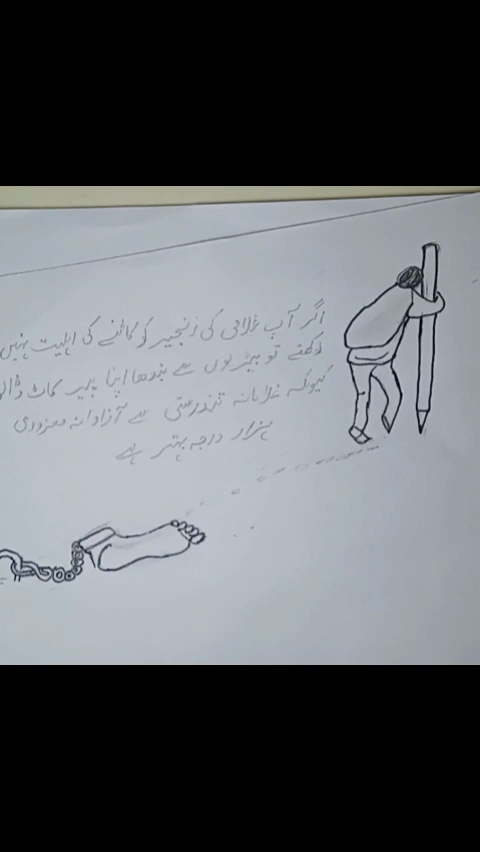 اگر آپ غلامی کی زنجیر کو کاٹنے کی اہلیت نہیں
رکھتے تو بیڑیوں سے بندھا اپنا پیر کاٹ ڈالو
کیونکہ غلامانہ تندرستی سے آزادانہ معزوری
ہزار درجہ بہتر ہے